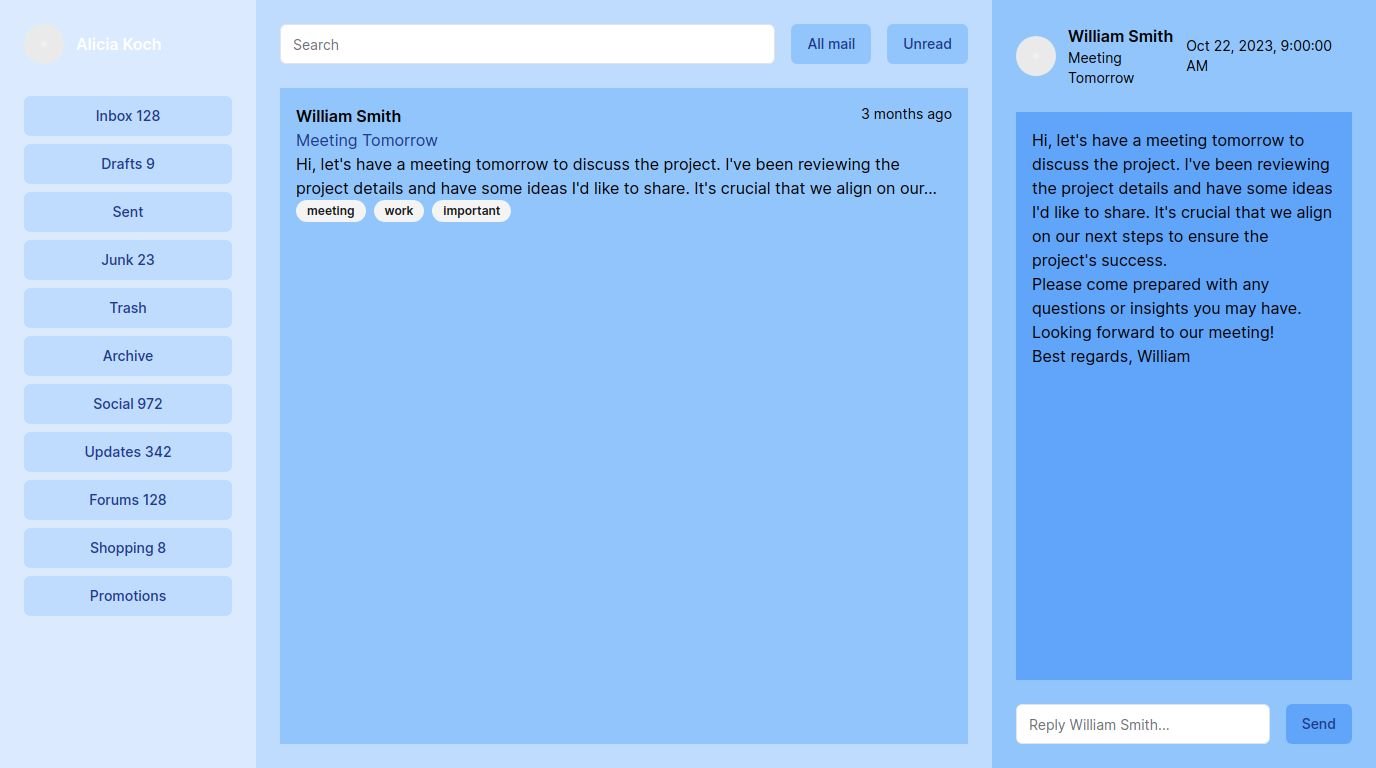 Alicia Koch
Inbox 128
Drafts 9
Sent
Junk 23
Trash
Archive
Social 972
Updates 342
Forums 128
Shopping 8
Promotions
Search
All mail
Unread
William Smith
3 months ago
Meeting Tomorrow
Hi, let's have a meeting tomorrow to discuss the project. I've been reviewing the
project details and have some ideas I'd like to share. It's crucial that we align on our...
meeting work important
William Smith
Meeting
Tomorrow
Oct 22, 2023, 9:00:00
AM
Hi, let's have a meeting tomorrow to
discuss the project. I've been reviewing
the project details and have some ideas
I'd like to share. It's crucial that we align
on our next steps to ensure the
project's success.
Please come prepared with any
questions or insights you may have.
Looking forward to our meeting!
Best regards, William
Reply William Smith...
Send